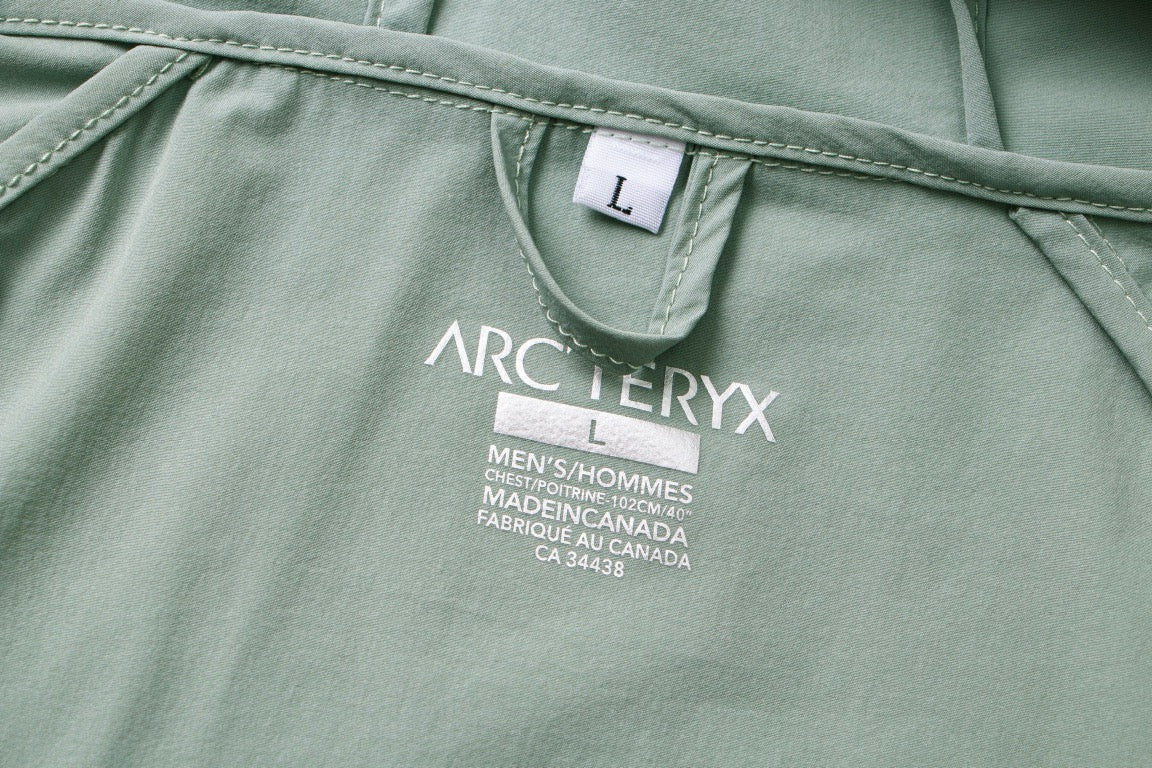 L
ARC'TERYX
L
MEN'S/HOMMES
CHEST/POITRINE-102CM/40"
MADEINCANADA
FABRIQUÉ AU CANADA
CA 34438